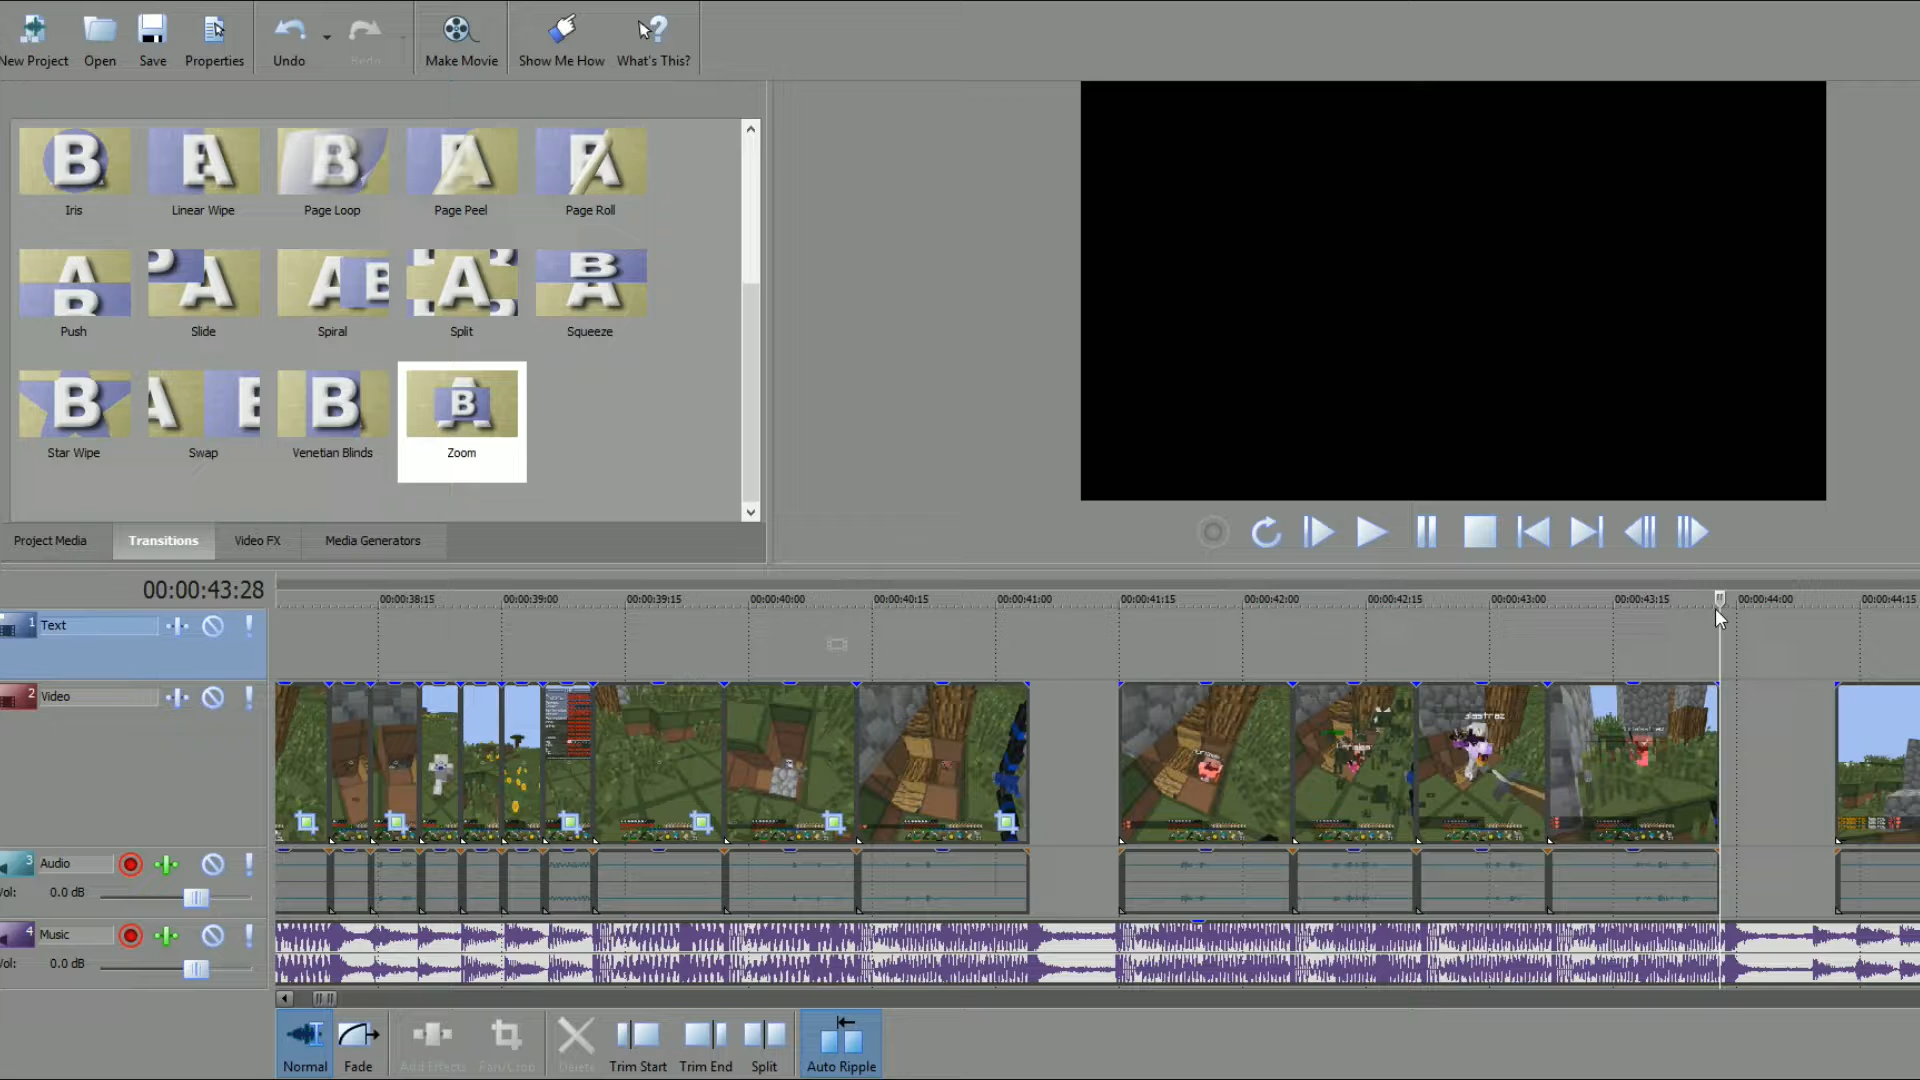 New Project Open Save Properties Undo Redo Make Movie Show Me How What's This?
Iris Linear Wipe Page Loop Page Peel Page Roll
Push Slide Spiral Split Squeeze
Star Wipe Swap Venetian Blinds Zoom
Project Media Transitions Video FX Media Generators
00:00:43:28
00:00:38:15 00:00:39:00 00:00:39:15 00:00:40:00 00:00:40:15 00:00:41:00 00:00:41:15 00:00:42:00 00:00:42:15 00:00:43:00 00:00:43:15 00:00:44:00 00:00:44:15
1 Text
2 Video
3 Audio
Vol: 0.0 dB
4 Music
Vol: 0.0 dB
Normal Fade Add Effects Pan/Crop Delete Trim Start Trim End Split Auto Ripple